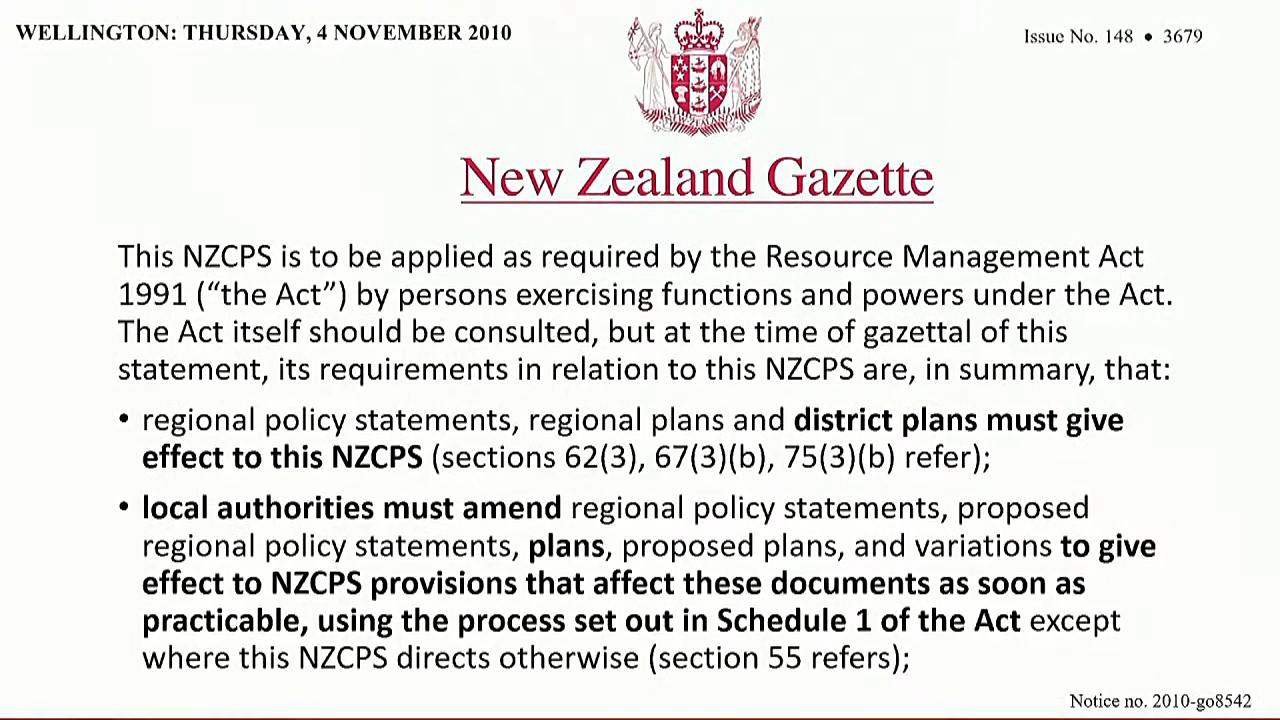 WELLINGTON: THURSDAY, 4 NOVEMBER 2010
Issue No. 148 • 3679
New Zealand Gazette
This NZCPS is to be applied as required by the Resource Management Act
1991 (“the Act”) by persons exercising functions and powers under the Act.
The Act itself should be consulted, but at the time of gazettal of this
statement, its requirements in relation to this NZCPS are, in summary, that:
• regional policy statements, regional plans and district plans must give
effect to this NZCPS (sections 62(3), 67(3)(b), 75(3)(b) refer);
• local authorities must amend regional policy statements, proposed
regional policy statements, plans, proposed plans, and variations to give
effect to NZCPS provisions that affect these documents as soon as
practicable, using the process set out in Schedule 1 of the Act except
where this NZCPS directs otherwise (section 55 refers);
Notice no. 2010-go8542